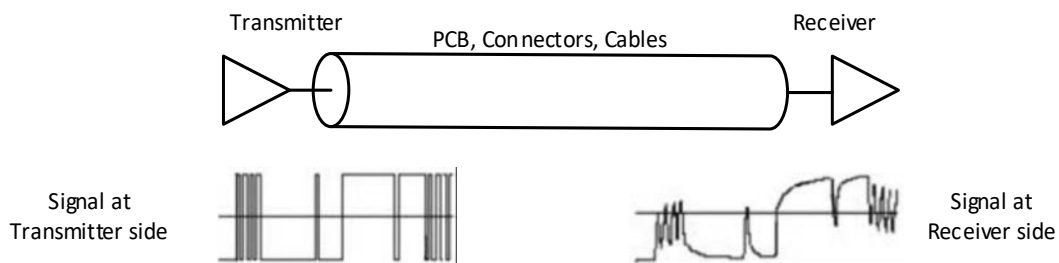 Transmitter
Receiver
PCB, Connectors, Cables
Signal at
Transmitter side
Signal at
Receiver side